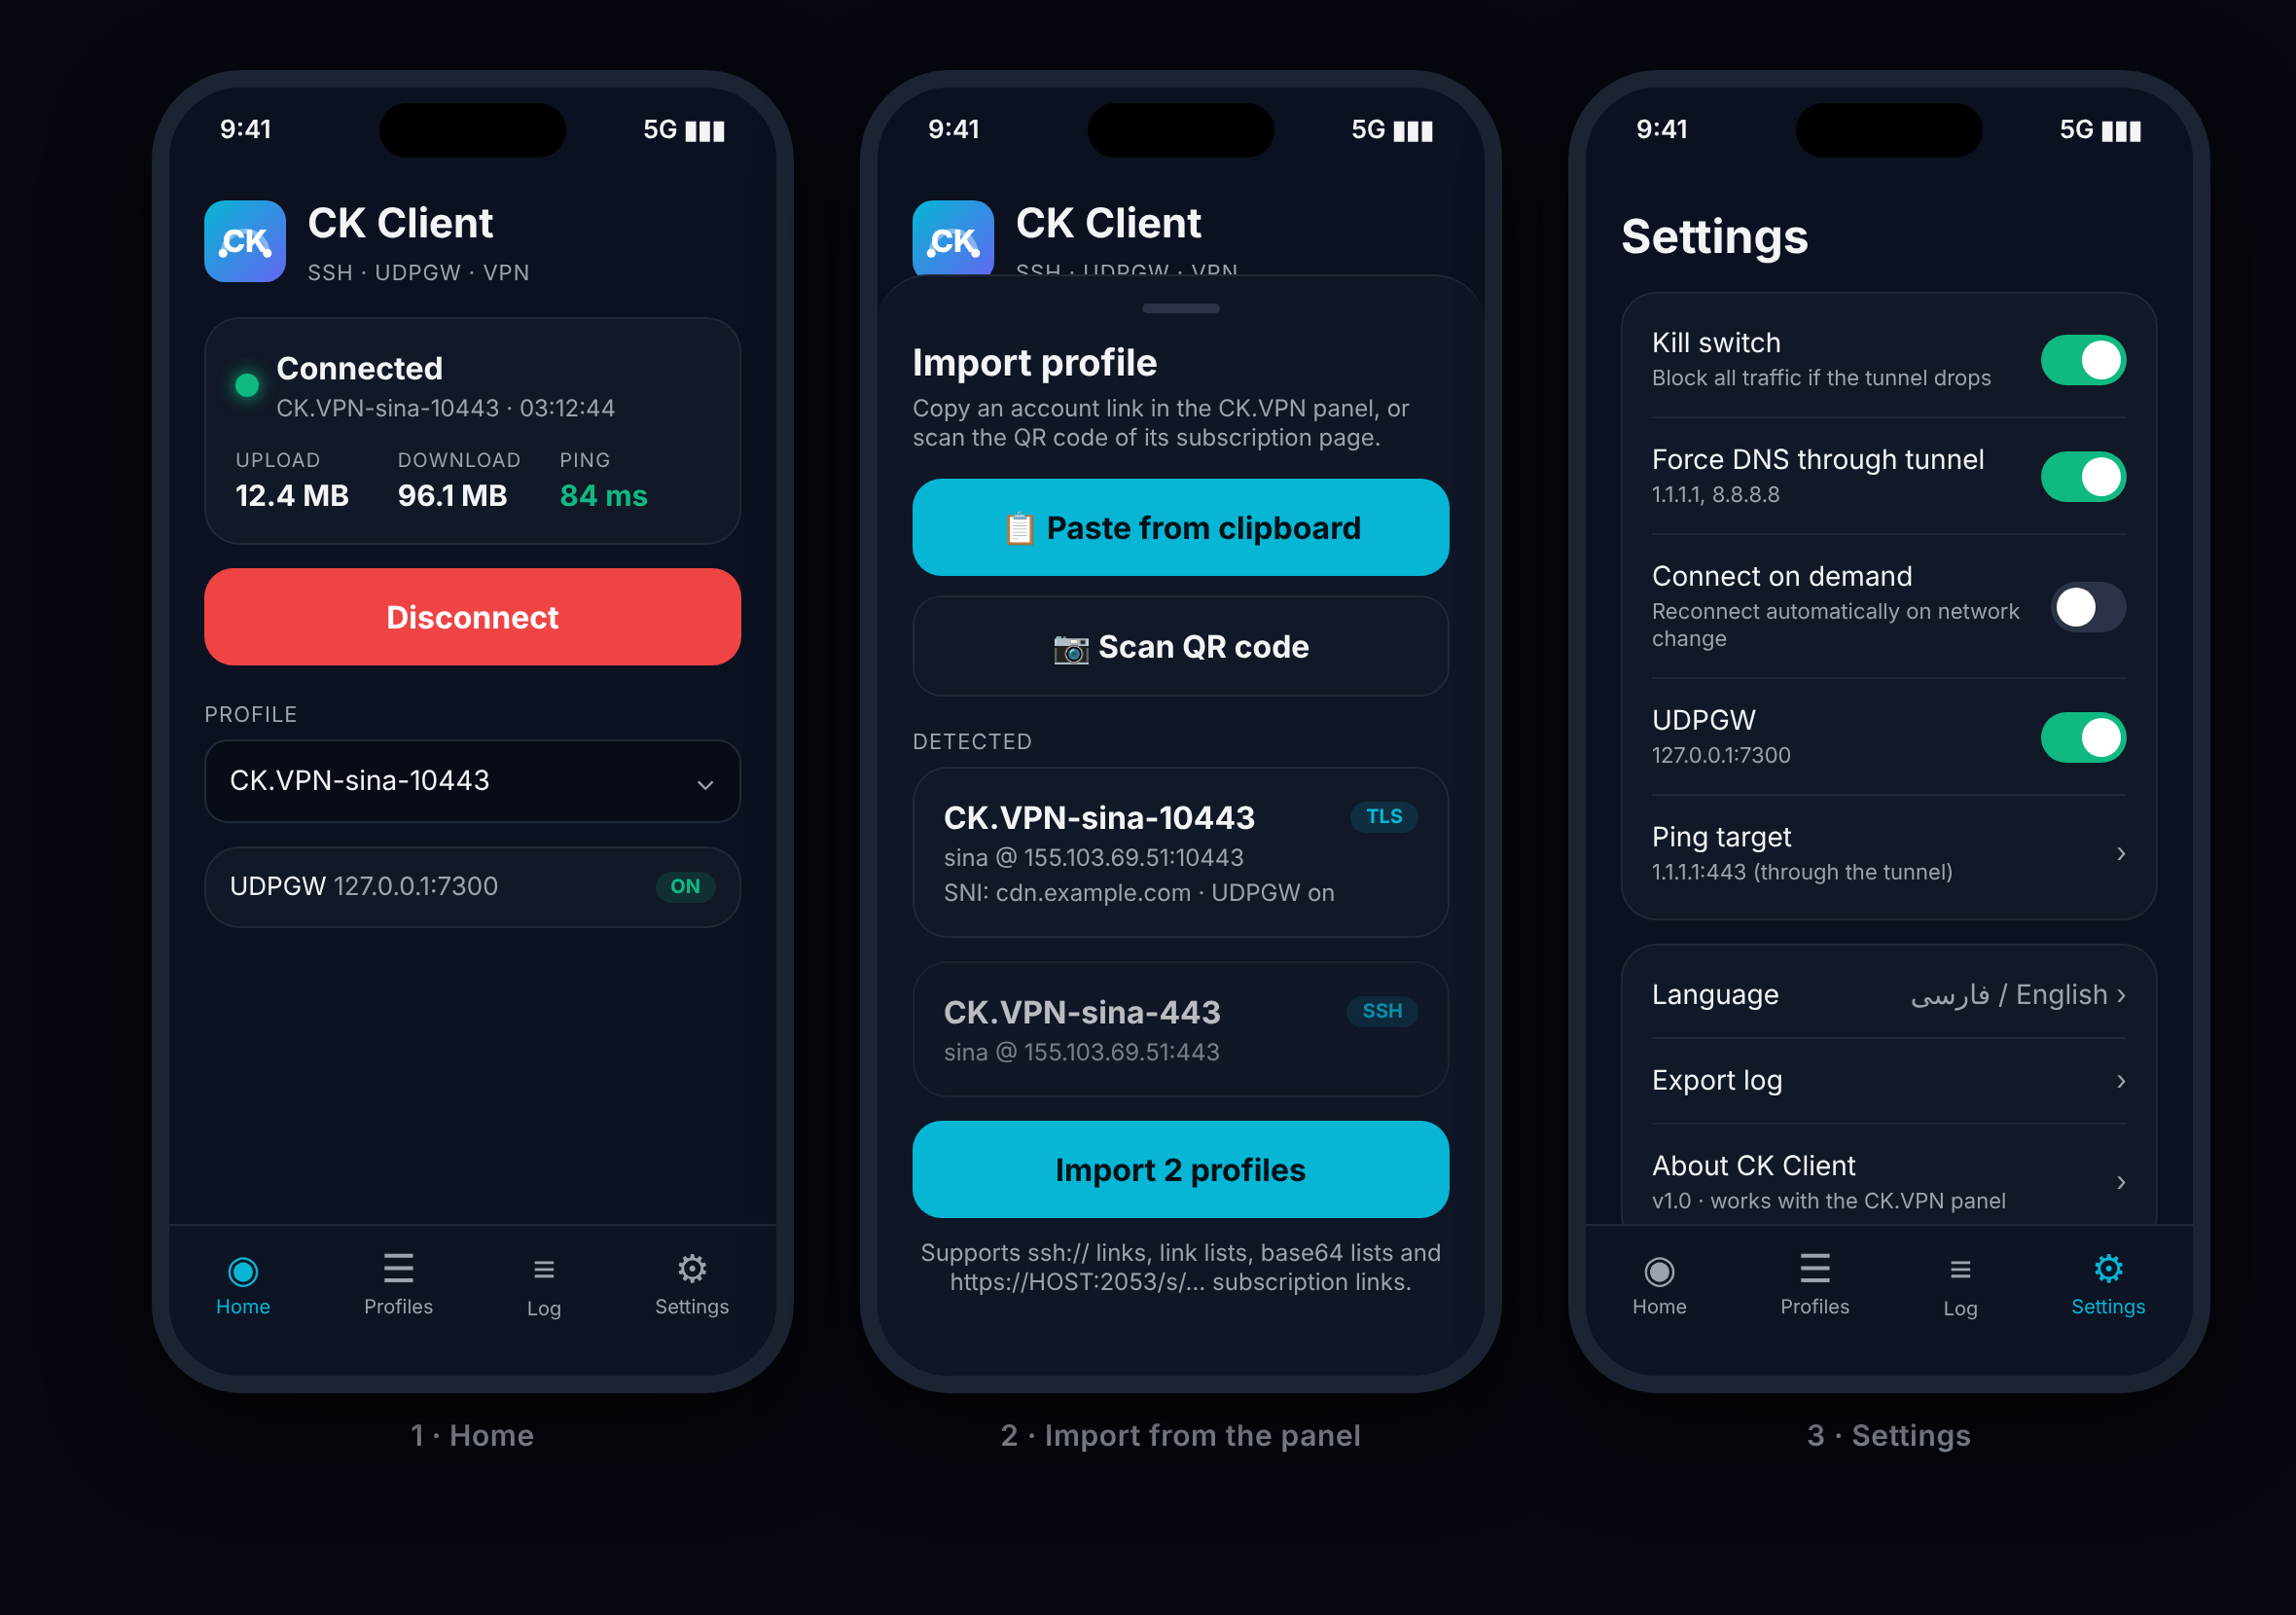 9:41
5G
CK
CK Client
SSH · UDPGW · VPN
Connected
CK.VPN-sina-10443 · 03:12:44
UPLOAD DOWNLOAD PING
12.4 MB 96.1 MB 84 ms
Disconnect
PROFILE
CK.VPN-sina-10443
UDPGW 127.0.0.1:7300 ON
Home Profiles Log Settings
1 · Home
9:41
5G
CK
CK Client
SSH · UDPGW · VPN
Import profile
Copy an account link in the CK.VPN panel, or
scan the QR code of its subscription page.
📋 Paste from clipboard
📷 Scan QR code
DETECTED
CK.VPN-sina-10443 TLS
sina @ 155.103.69.51:10443
SNI: cdn.example.com · UDPGW on
CK.VPN-sina-443 SSH
sina @ 155.103.69.51:443
Import 2 profiles
Supports ssh:// links, link lists, base64 lists and
https://HOST:2053/s/... subscription links.
2 · Import from the panel
9:41
5G
Settings
Kill switch
Block all traffic if the tunnel drops
Force DNS through tunnel
1.1.1.1, 8.8.8.8
Connect on demand
Reconnect automatically on network
change
UDPGW
127.0.0.1:7300
Ping target
1.1.1.1:443 (through the tunnel) ›
Language فارسی / English ›
Export log ›
About CK Client
v1.0 · works with the CK.VPN panel ›
Home Profiles Log Settings
3 · Settings